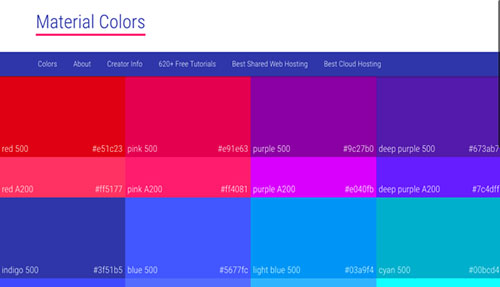 Material Colors
Colors About Creator Info 620+ Free Tutorials Best Shared Web Hosting Best Cloud Hosting
red 500 #e51c23 pink 500 #e91e63 purple 500 #9c27b0 deep purple 500 #673ab7
red A200 #ff5177 pink A200 #ff4081 purple A200 #e040fb deep purple A200 #7c4dff
indigo 500 #3f51b5 blue 500 #5677fc light blue 500 #03a9f4 cyan 500 #00bcd4